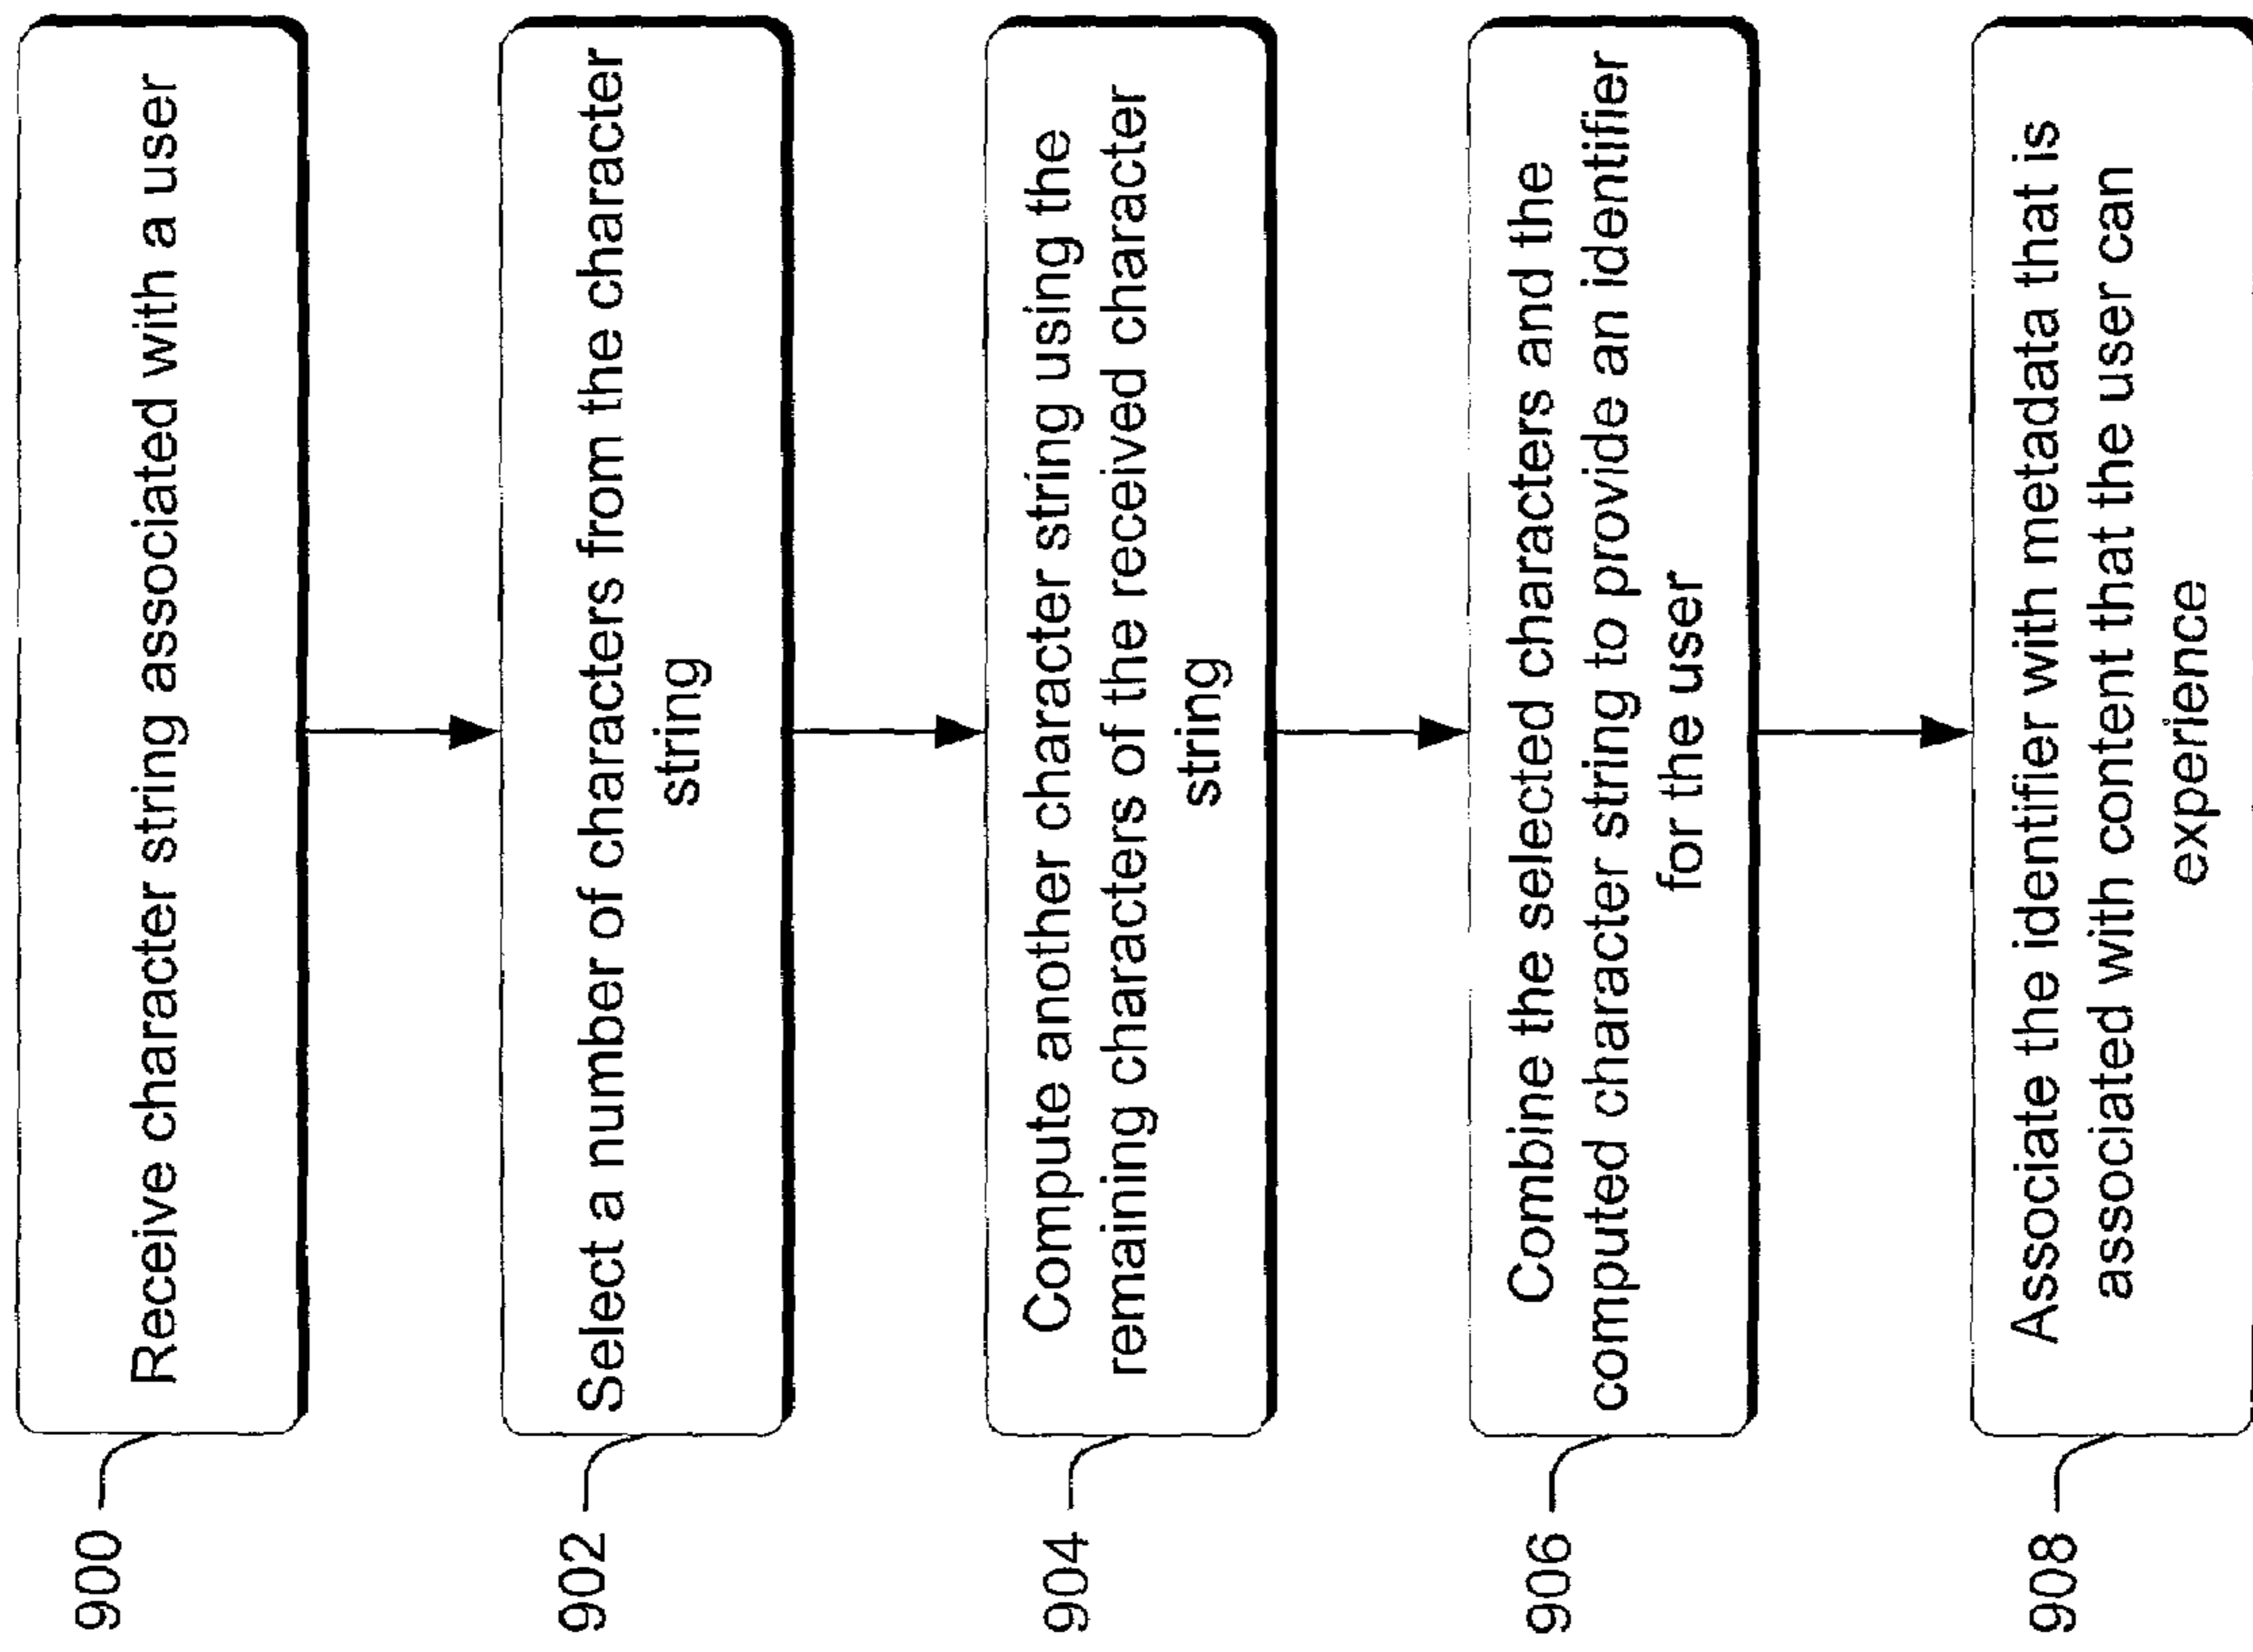 900
Receive character string associated with a user
902
Select a number of characters from the character
string
904
Compute another character string using the
remaining characters of the received character
string
906
Combine the selected characters and the
computed character string to provide an identifier
for the user
908
Associate the identifier with metadata that is
associated with content that the user can
experience